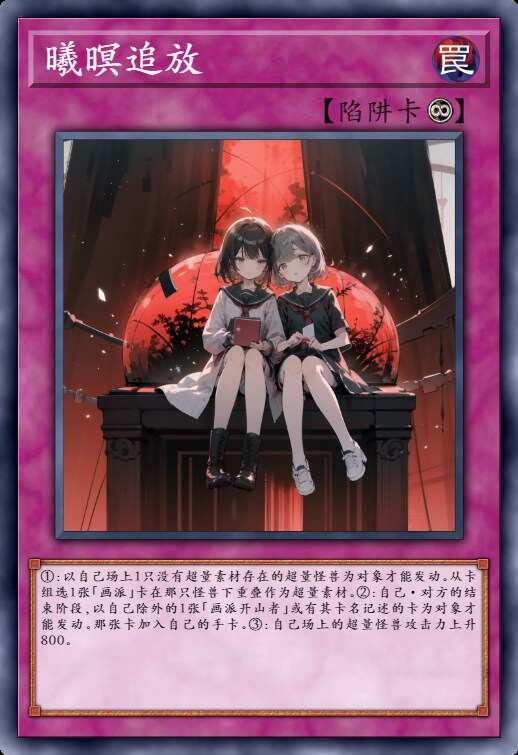 曦暝追放
罠
【陷阱卡∞】
①:以自己场上1只没有超量素材存在的超量怪兽为对象才能发动。从卡
组选1张「画派」卡在那只怪兽下重叠作为超量素材。②:自己·对方的结
束阶段,以自己除外的1张「画派开山者」或有其卡名记述的卡为对象才
能发动。那张卡加入自己的手卡。③:自己场上的超量怪兽攻击力上升
800。